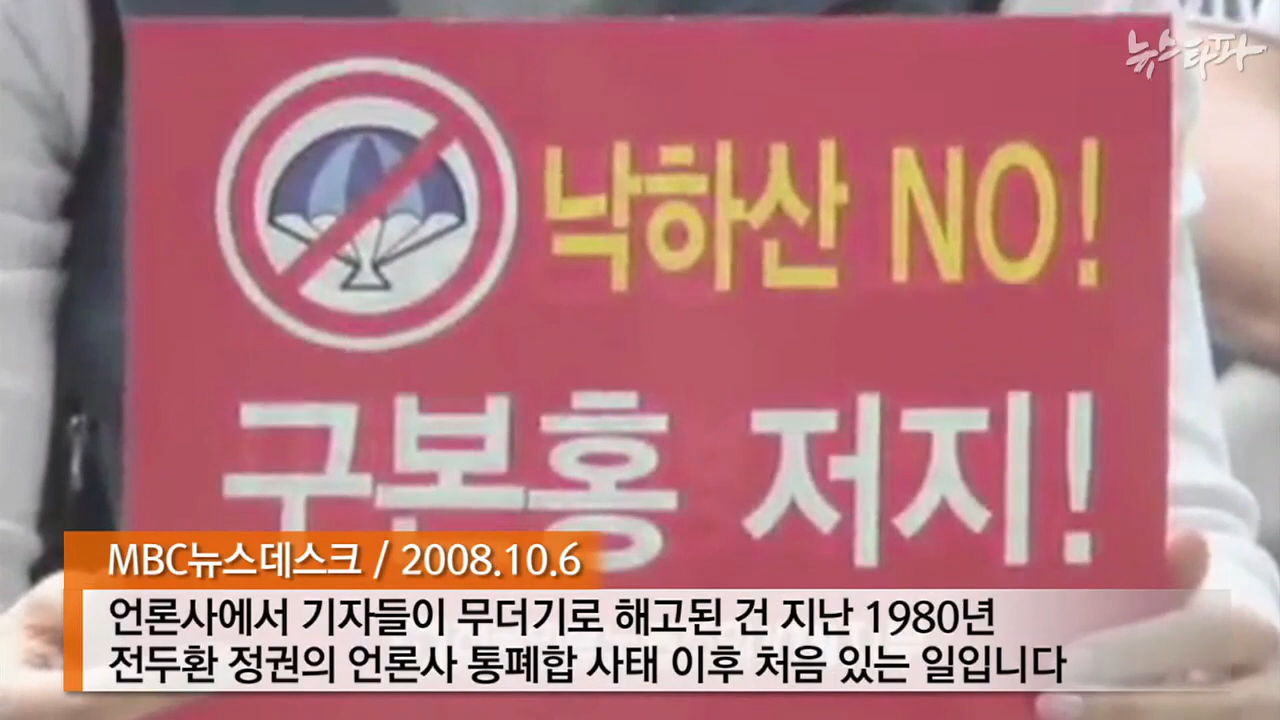 뉴스타파
낙하산 NO!
구본홍 저지!
MBC뉴스데스크 / 2008.10.6
언론사에서 기자들이 무더기로 해고된 건 지난 1980년
전두환 정권의 언론사 통폐합 사태 이후 처음 있는 일입니다